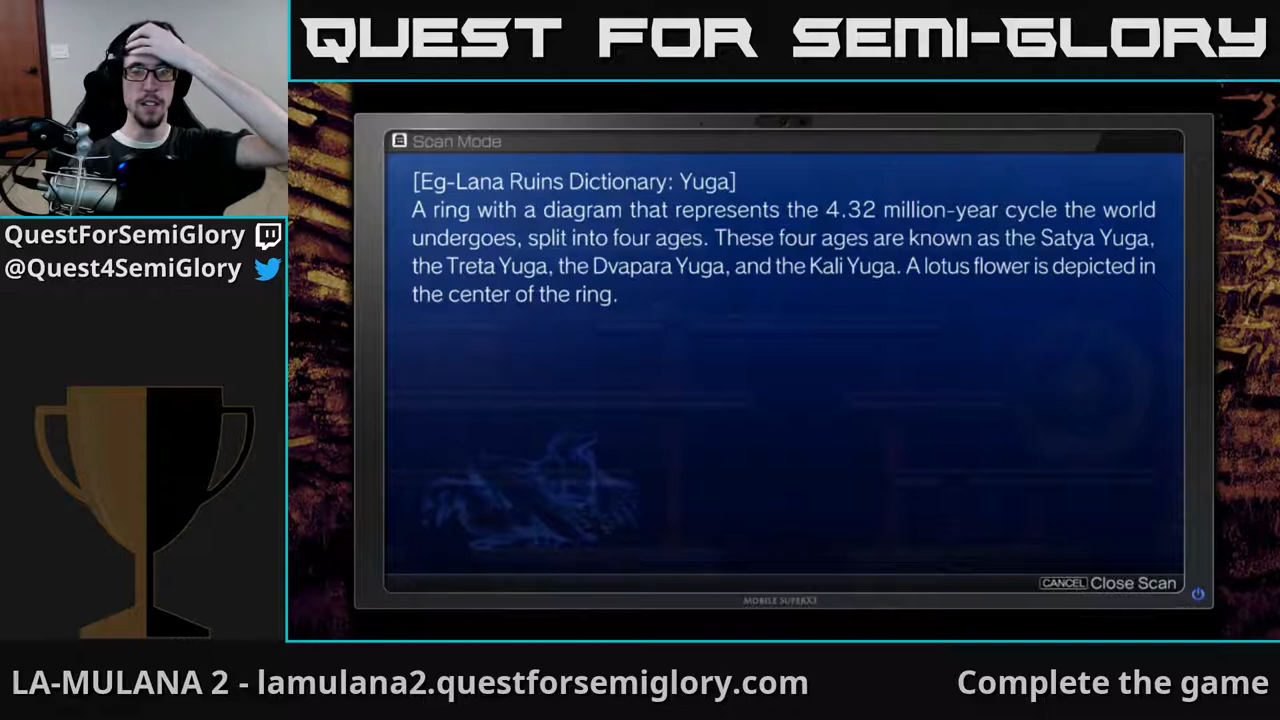 QUEST FOR SEMI-GLORY
Scan Mode
[Eg-Lana Ruins Dictionary: Yuga]
A ring with a diagram that represents the 4.32 million-year cycle the world
undergoes, split into four ages. These four ages are known as the Satya Yuga,
the Treta Yuga, the Dvapara Yuga, and the Kali Yuga. A lotus flower is depicted in
the center of the ring.
CANCEL Close Scan
MOBILE SUPERX3
QuestForSemiGlory
@Quest4SemiGlory
LA-MULANA 2 - lamulana2.questforsemiglory.com
Complete the game